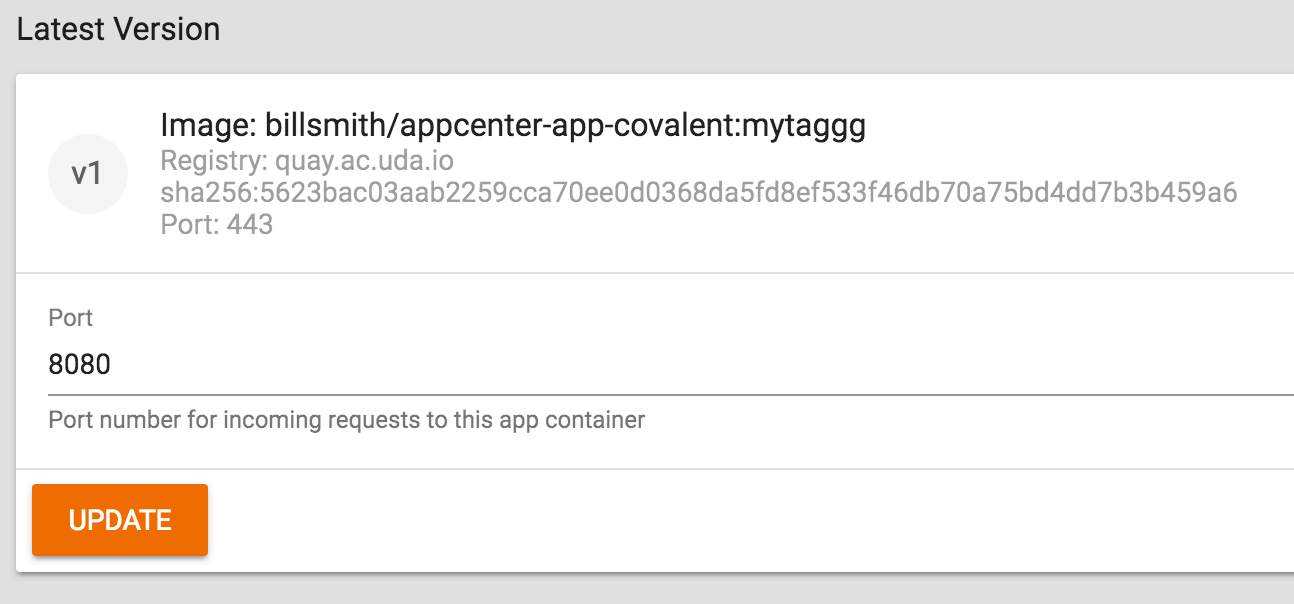 Latest Version
v1
Image: billsmith/appcenter-app-covalent:mytaggg
Registry: quay.ac.uda.io
sha256:5623bac03aab2259cca70ee0d0368da5fd8ef533f46db70a75bd4dd7b3b459a6
Port: 443
Port
8080
Port number for incoming requests to this app container
UPDATE